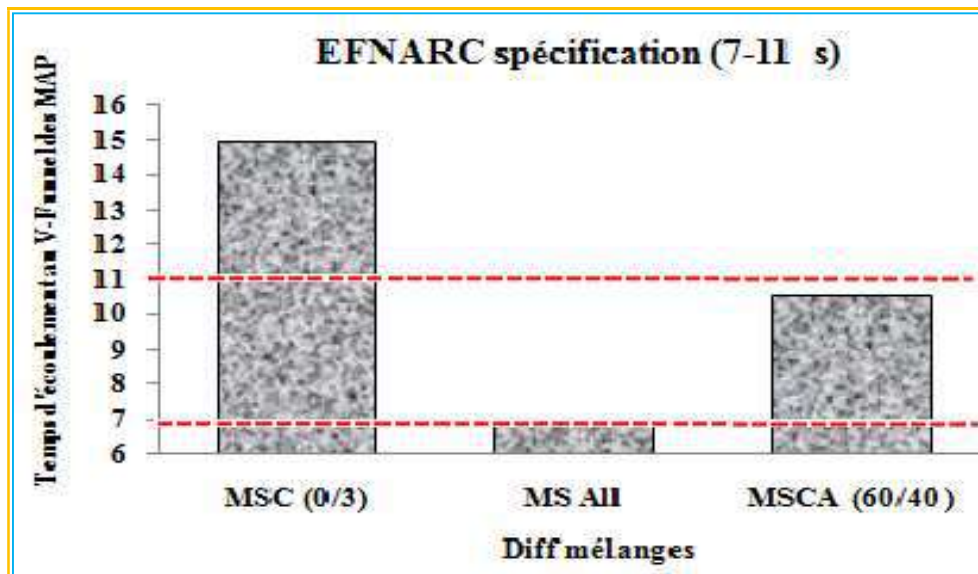 EFNARC spécification (7-11 s)
Temps d'écoulement au V-Funnel des MAP
16
15
14
13
12
11
10
9
8
7
6
MSC (0/3)
MS All
MSCA (60/40)
Diff mélanges